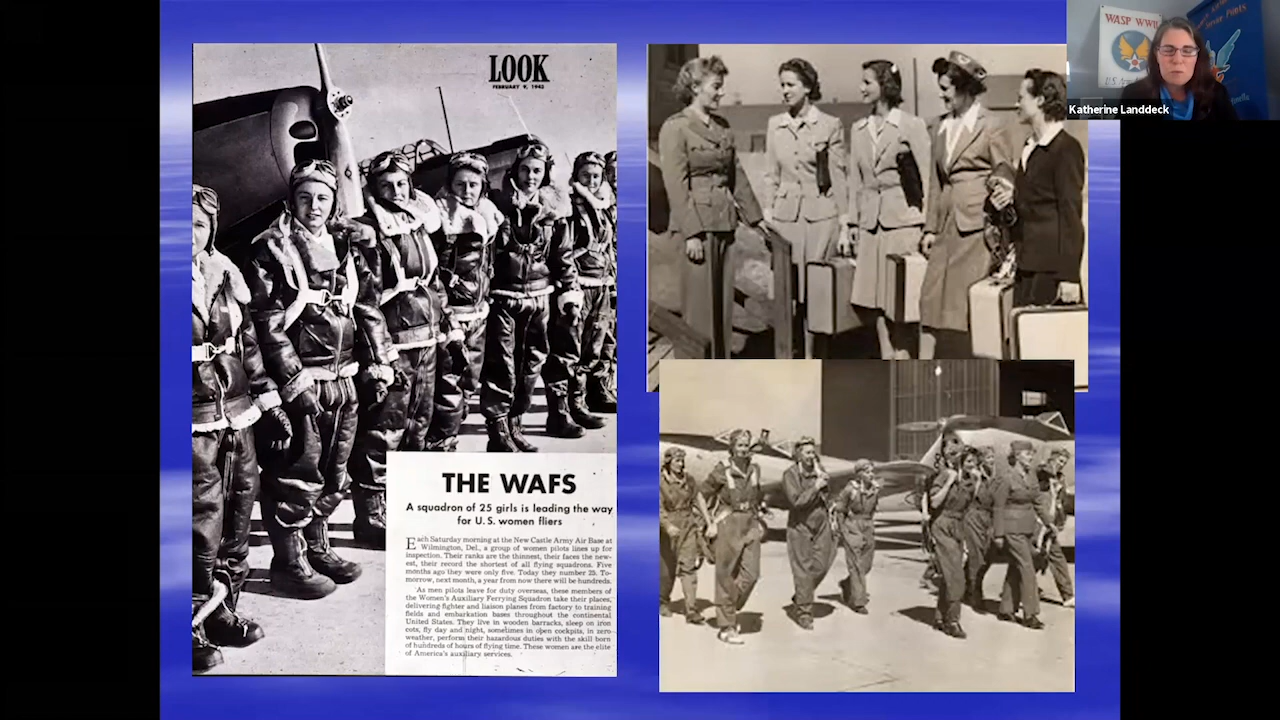 LOOK
FEBRUARY 9, 1943
THE WAFS
A squadron of 25 girls is leading the way
for U.S. women fliers
Each Saturday morning at the New Castle Army Air Base at
Wilmington, Del., a group of women pilots lines up for
inspection. Their ranks are the thinnest, their faces the new-
est, their record the shortest of all flying squadrons. Five
months ago they were only five. Today they number 25. To-
morrow, next month, a year from now there will be hundreds.
As men pilots leave for duty overseas, these members of
the Women's Auxiliary Ferrying Squadron take their places,
delivering fighter and liaison planes from factory to training
fields and embarkation bases throughout the continental
United States. They live in wooden barracks, sleep on iron
cots, fly day and night, sometimes in open cockpits, in zero
weather, perform their hazardous duties with the skill born
of hundreds of hours of flying time. These women are the elite
of America's auxiliary services.
WASP WWII
U.S. Army
Katherine Landdeck